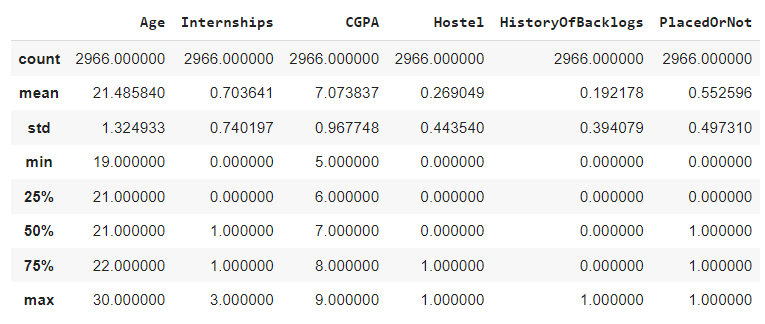 Age Internships CGPA Hostel HistoryOfBacklogs PlacedOrNot
count 2966.000000 2966.000000 2966.000000 2966.000000 2966.000000 2966.000000
mean 21.485840 0.703641 7.073837 0.269049 0.192178 0.552596
std 1.324933 0.740197 0.967748 0.443540 0.394079 0.497310
min 19.000000 0.000000 5.000000 0.000000 0.000000 0.000000
25% 21.000000 0.000000 6.000000 0.000000 0.000000 0.000000
50% 21.000000 1.000000 7.000000 0.000000 0.000000 1.000000
75% 22.000000 1.000000 8.000000 1.000000 0.000000 1.000000
max 30.000000 3.000000 9.000000 1.000000 1.000000 1.000000